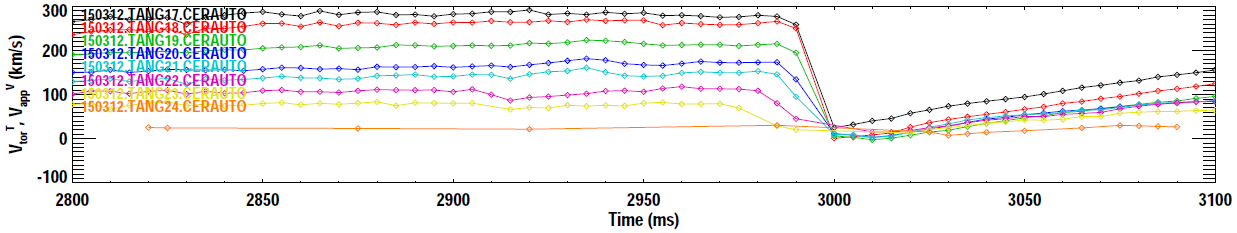 300
200
100
0
-100
V_tor^T, V_app^V (km/s)
150312.TANG17.CERAUTO
150312.TANG18.CERAUTO
150312.TANG19.CERAUTO
150312.TANG20.CERAUTO
150312.TANG21.CERAUTO
150312.TANG22.CERAUTO
150312.TANG23.CERAUTO
150312.TANG24.CERAUTO
2800 2850 2900 2950 3000 3050 3100
Time (ms)